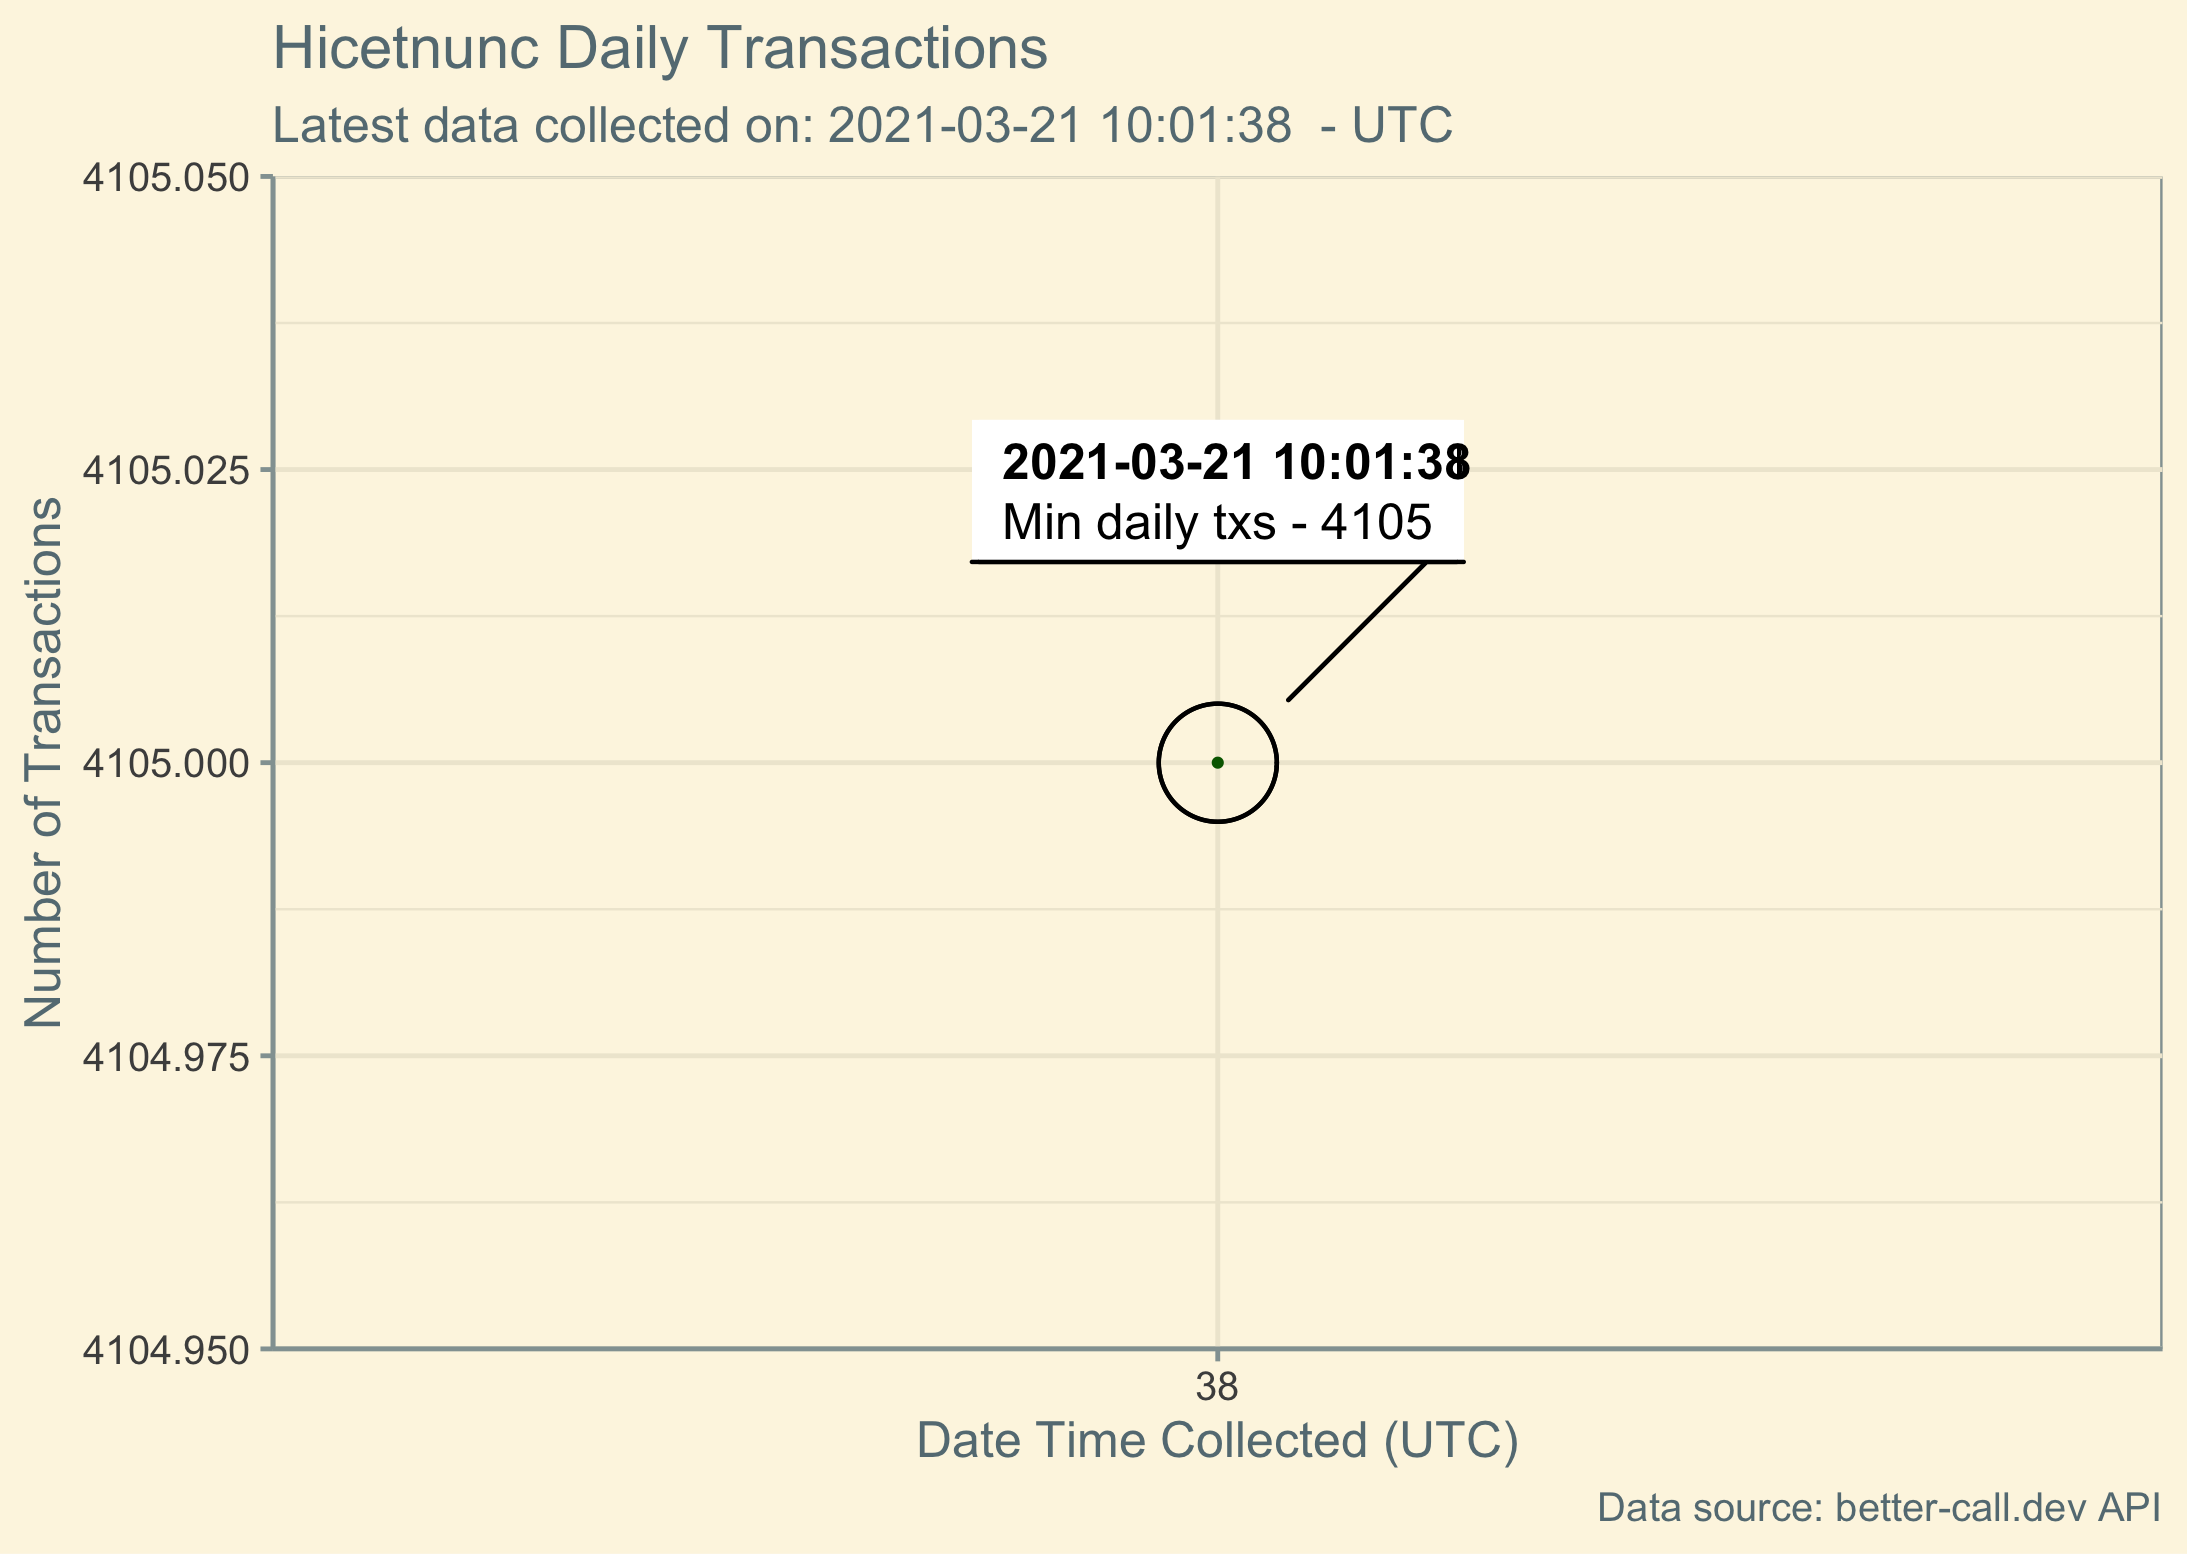 Hicetnunc Daily Transactions
Latest data collected on: 2021-03-21 10:01:38  - UTC
Number of Transactions
4105.050
4105.025
4105.000
4104.975
4104.950
2021-03-21 10:01:38
Min daily txs - 4105
38
Date Time Collected (UTC)
Data source: better-call.dev API